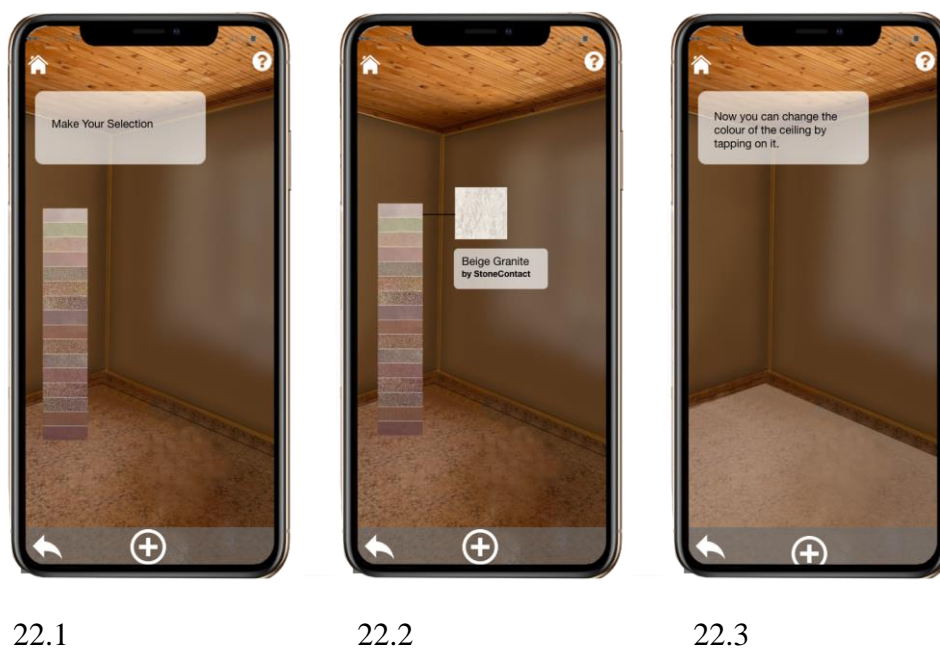 ?
?
?
Make Your Selection
Now you can change the
colour of the ceiling by
tapping on it.
Beige Granite
by StoneContact
22.1
22.2
22.3